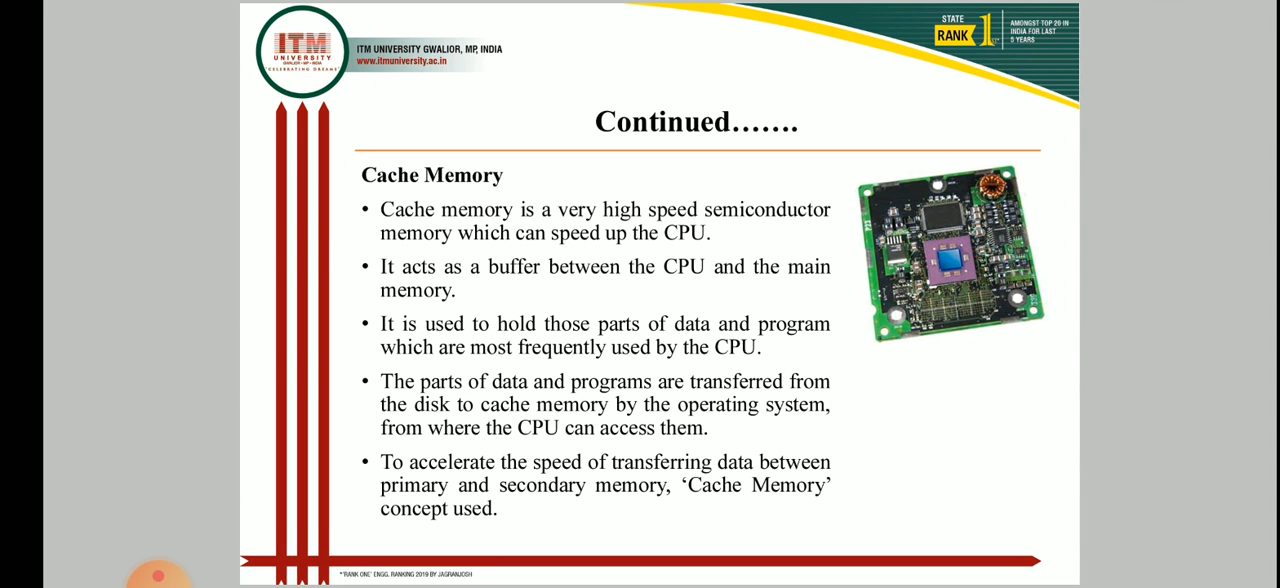 ITM
UNIVERSITY
GWALIOR • MP • INDIA
"CELEBRATING DREAMS"
ITM UNIVERSITY GWALIOR, MP, INDIA
www.itmuniversity.ac.in
STATE
RANK 1
AMONGST TOP 20 IN
INDIA FOR LAST
5 YEARS
Continued…….
Cache Memory
• Cache memory is a very high speed semiconductor
memory which can speed up the CPU.
• It acts as a buffer between the CPU and the main
memory.
• It is used to hold those parts of data and program
which are most frequently used by the CPU.
• The parts of data and programs are transferred from
the disk to cache memory by the operating system,
from where the CPU can access them.
• To accelerate the speed of transferring data between
primary and secondary memory, ‘Cache Memory’
concept used.
*'RANK ONE' ENGG. RANKING 2019 BY JAGRANJOSH